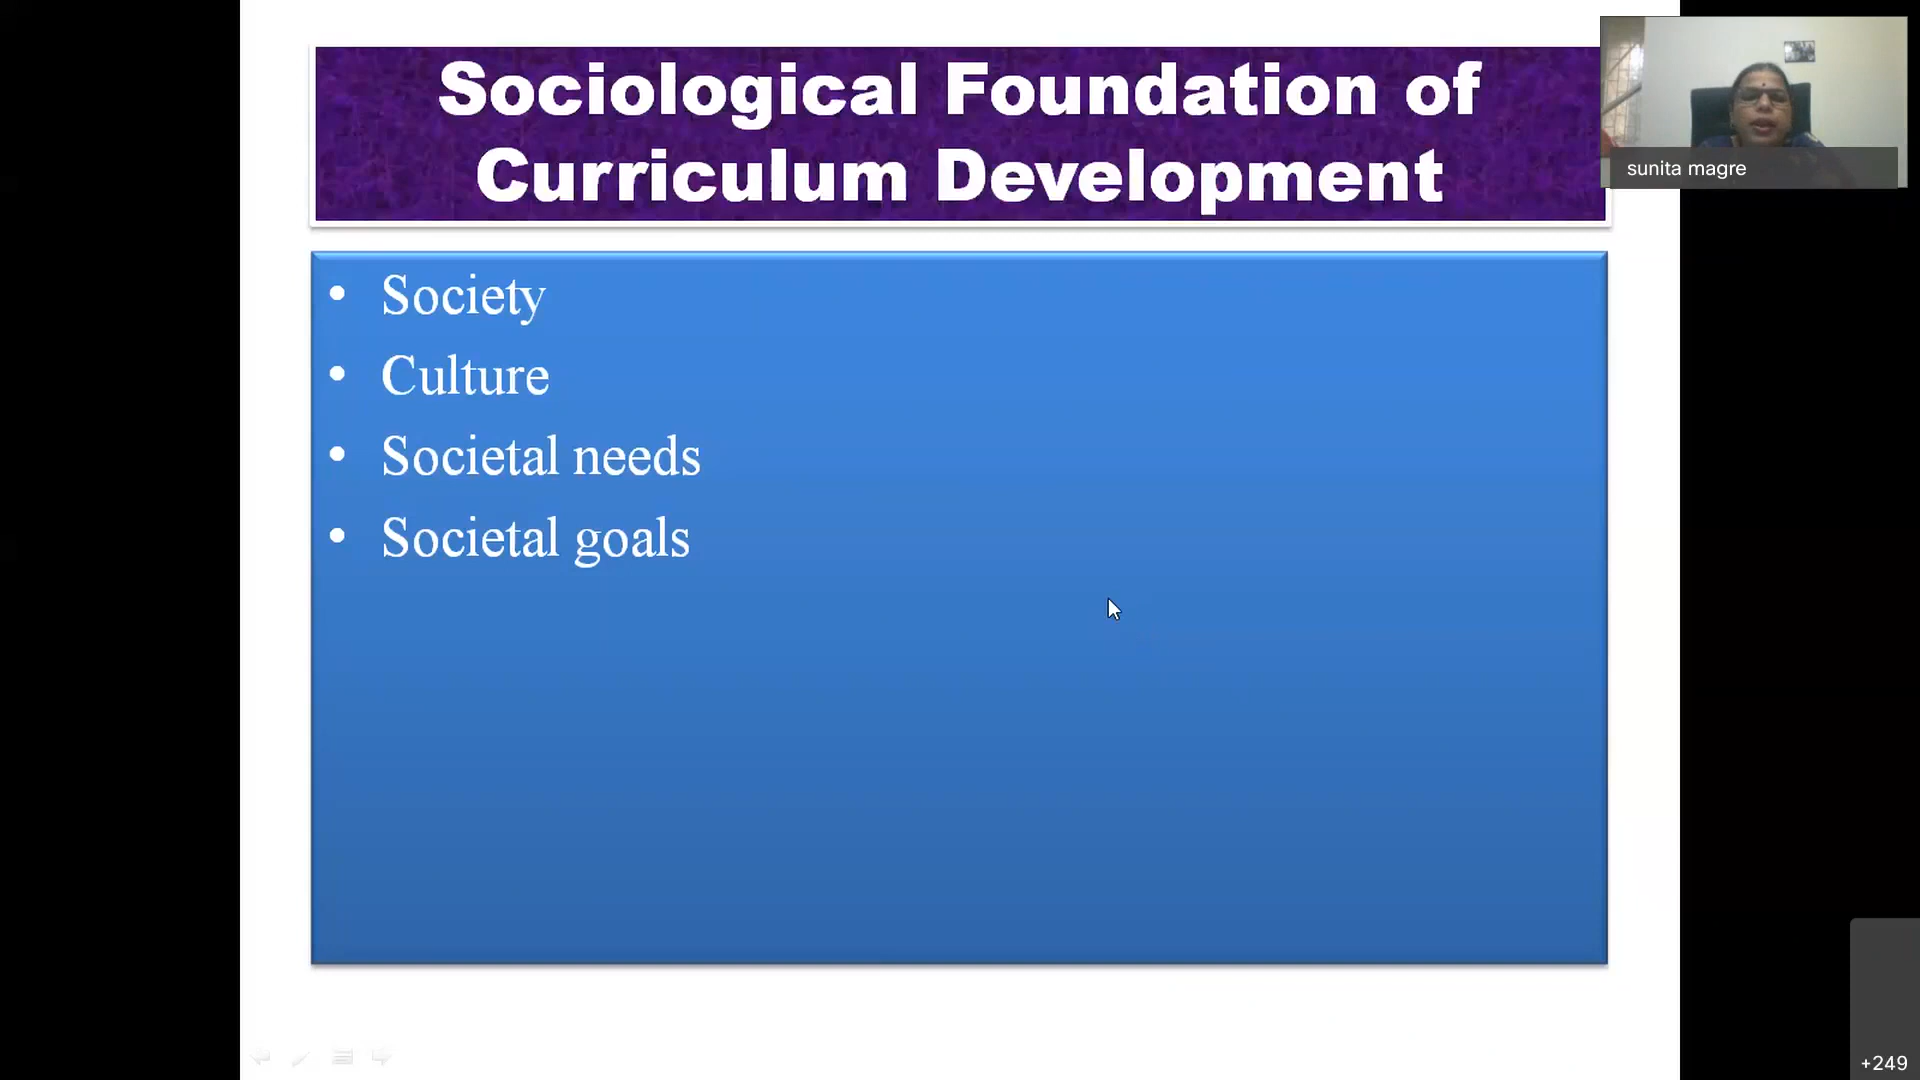 Sociological Foundation of
Curriculum Development
sunita magre
• Society
• Culture
• Societal needs
• Societal goals
+249